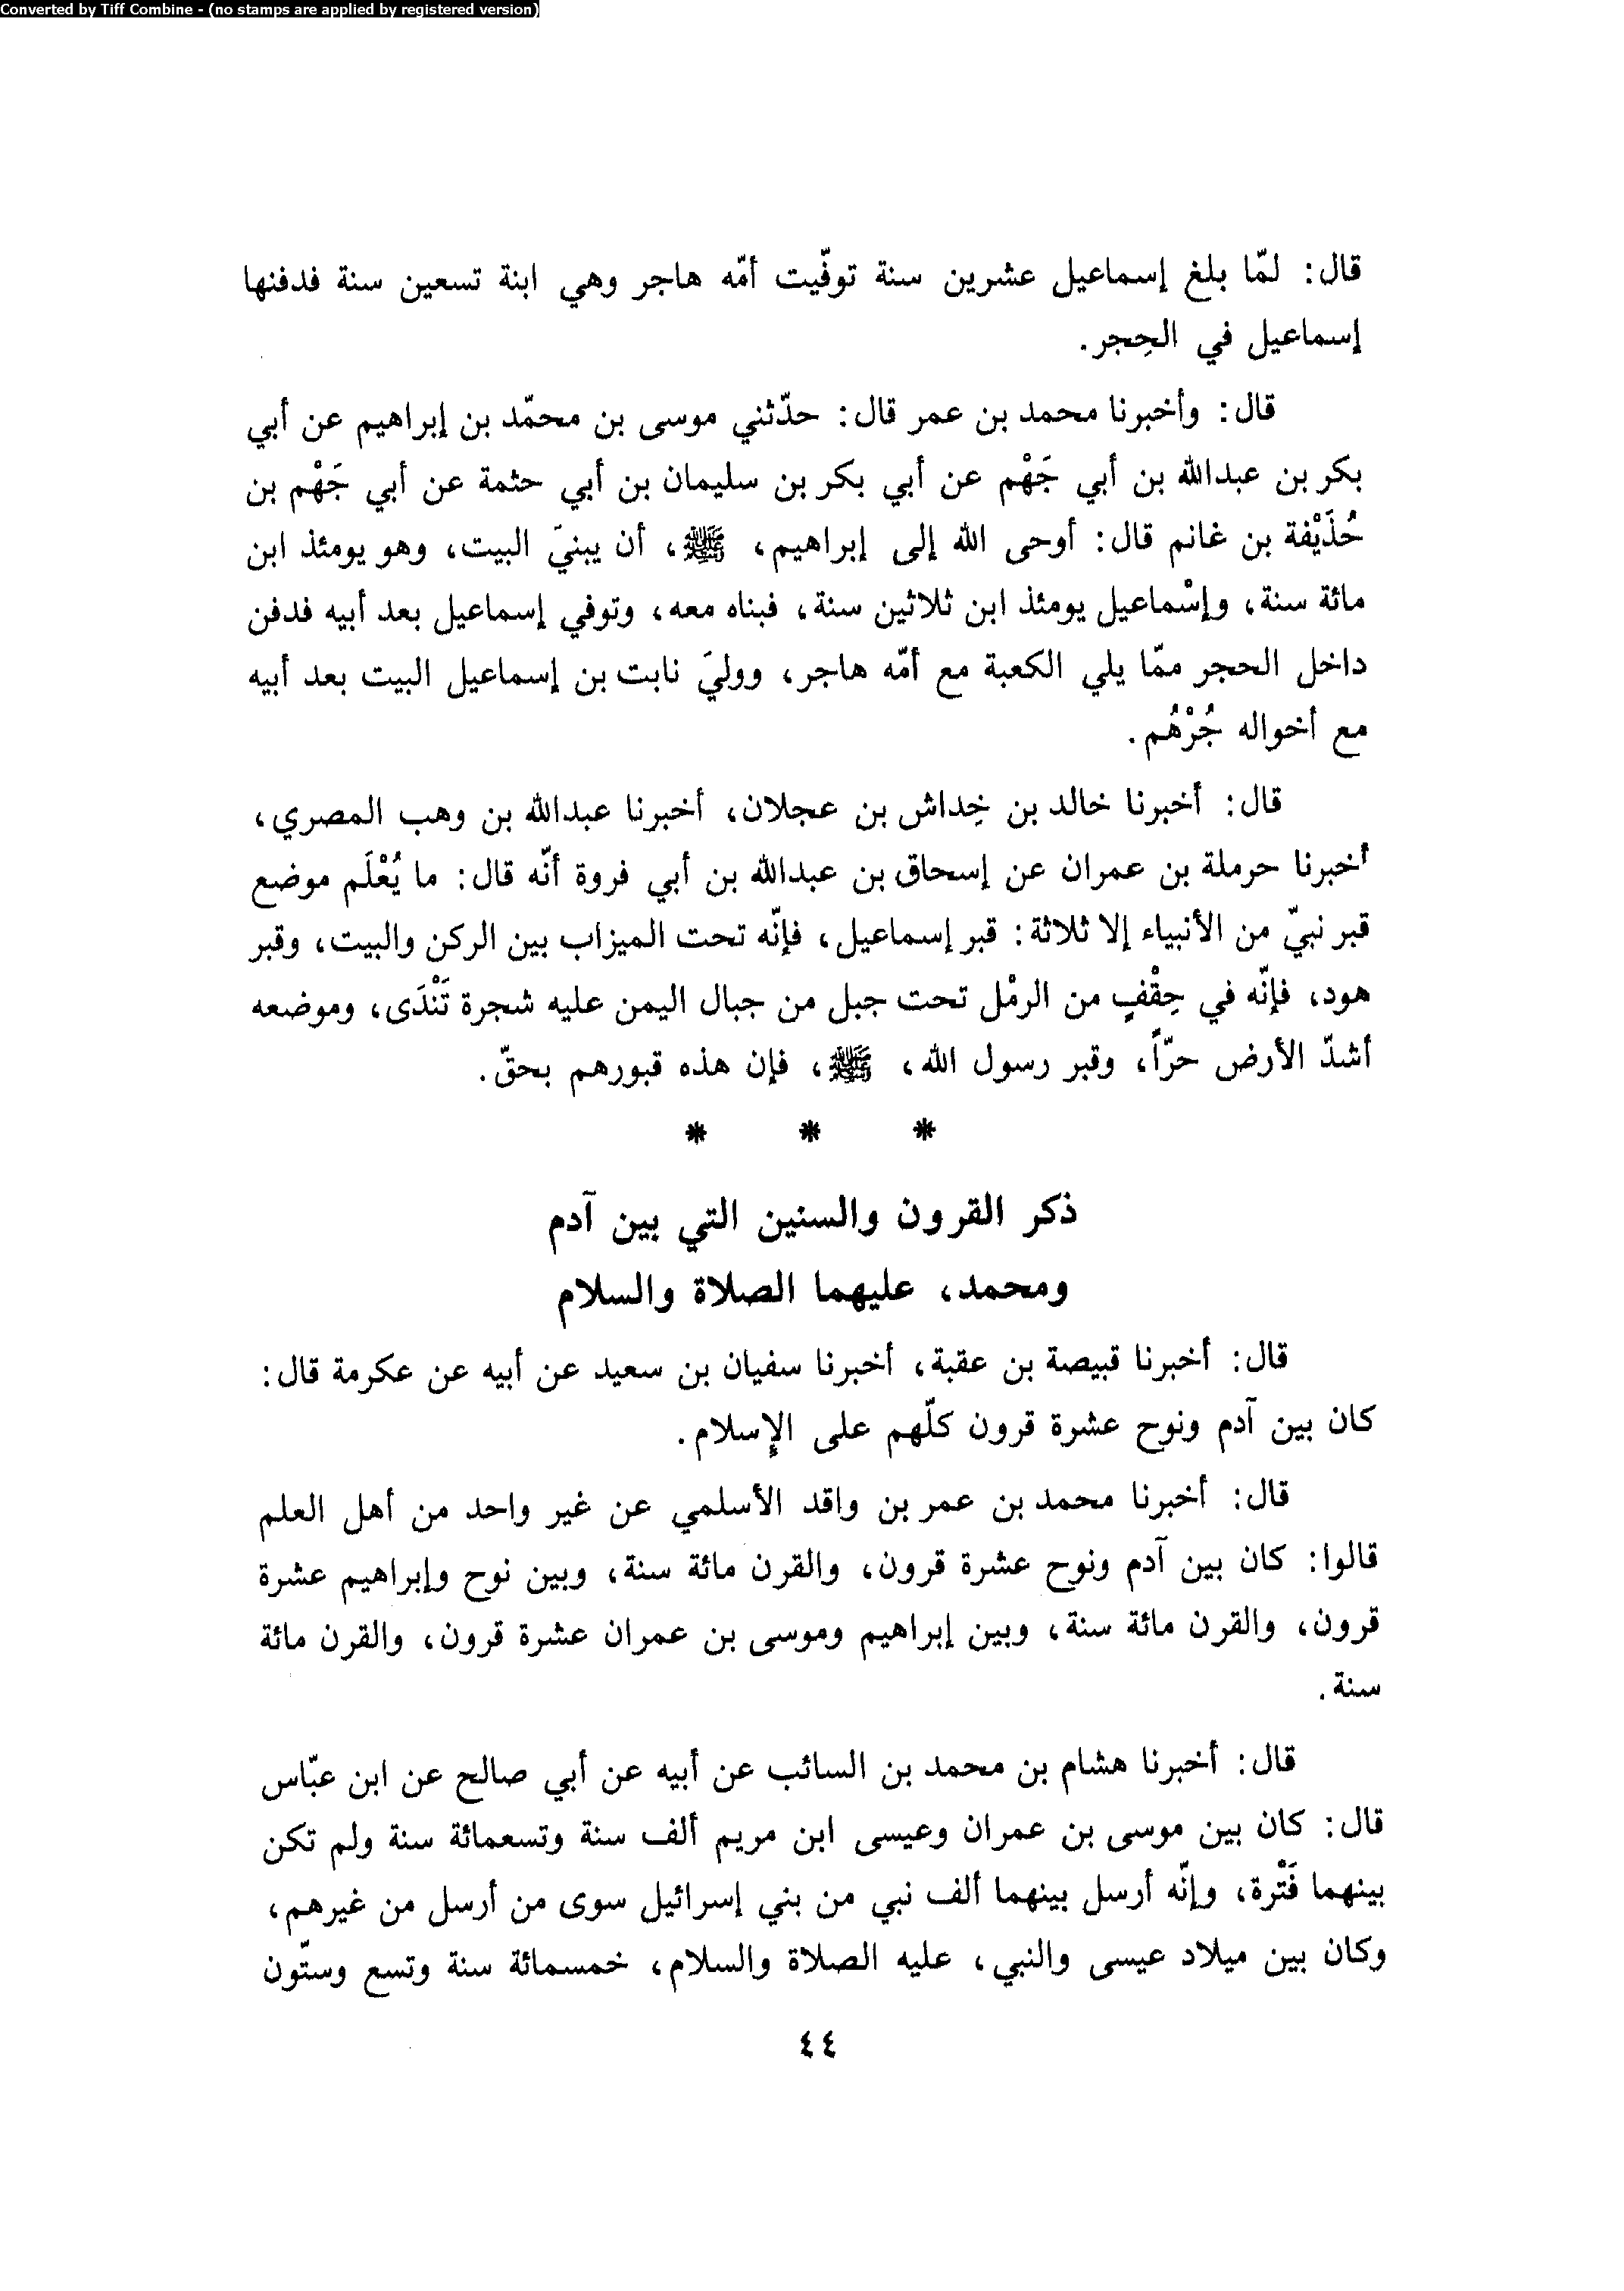 Converted by Tiff Combine - (no stamps are applied by registered version)
قال: لمّا بلغ إسماعيل عشرين سنة توفّيت أمّه هاجر وهي ابنة تسعين سنة فدفنها
إسماعيل في الحِجر.
قال: وأخبرنا محمد بن عمر قال: حدّثني موسى بن محمّد بن إبراهيم عن أبي
بكر بن عبدالله بن أبي جَهْم عن أبي بكر بن سليمان بن أبي حثمة عن أبي جَهْم بن
حُذَيْفة بن غانم قال: أوحى الله إلى إبراهيم، ﷺ، أن يبنيَ البيت، وهو يومئذ ابن
مائة سنة، وإسْماعيل يومئذ ابن ثلاثين سنة، فبناه معه، وتوفي إسماعيل بعد أبيه فدفن
داخل الحجر ممّا يلي الكعبة مع أمّه هاجر، ووليَ نابت بن إسماعيل البيت بعد أبيه
مع أخواله جُرْهُم.
قال: أخبرنا خالد بن خِداش بن عجلان، أخبرنا عبدالله بن وهب المصري،
أخبرنا حرملة بن عمران عن إسحاق بن عبدالله بن أبي فروة أنّه قال: ما يُعْلَم موضع
قبر نبيّ من الأنبياء إلا ثلاثة: قبر إسماعيل، فإنّه تحت الميزاب بين الركن والبيت، وقبر
هود، فإنّه في حِقْفٍ من الرمْل تحت جبل من جبال اليمن عليه شجرة تَنْدَى، وموضعه
أشدّ الأرض حرّاً، وقبر رسول الله، ﷺ، فإن هذه قبورهم بحقّ.
* * *
ذكر القرون والسنين التي بين آدم
ومحمد، عليهما الصلاة والسلام
قال: أخبرنا قبيصة بن عقبة، أخبرنا سفيان بن سعيد عن أبيه عن عكرمة قال:
كان بين آدم ونوح عشرة قرون كلّهم على الإسلام.
قال: أخبرنا محمد بن عمر بن واقد الأسلمي عن غير واحد من أهل العلم
قالوا: كان بين آدم ونوح عشرة قرون، والقرن مائة سنة، وبين نوح وإبراهيم عشرة
قرون، والقرن مائة سنة، وبين إبراهيم وموسى بن عمران عشرة قرون، والقرن مائة
سنة.
قال: أخبرنا هشام بن محمد بن السائب عن أبيه عن أبي صالح عن ابن عبّاس
قال: كان بين موسى بن عمران وعيسى ابن مريم ألف سنة وتسعمائة سنة ولم تكن
بينهما فَتْرة، وإنّه أرسل بينهما ألف نبي من بني إسرائيل سوى من أرسل من غيرهم،
وكان بين ميلاد عيسى والنبي، عليه الصلاة والسلام، خمسمائة سنة وتسع وستّون
٤٤